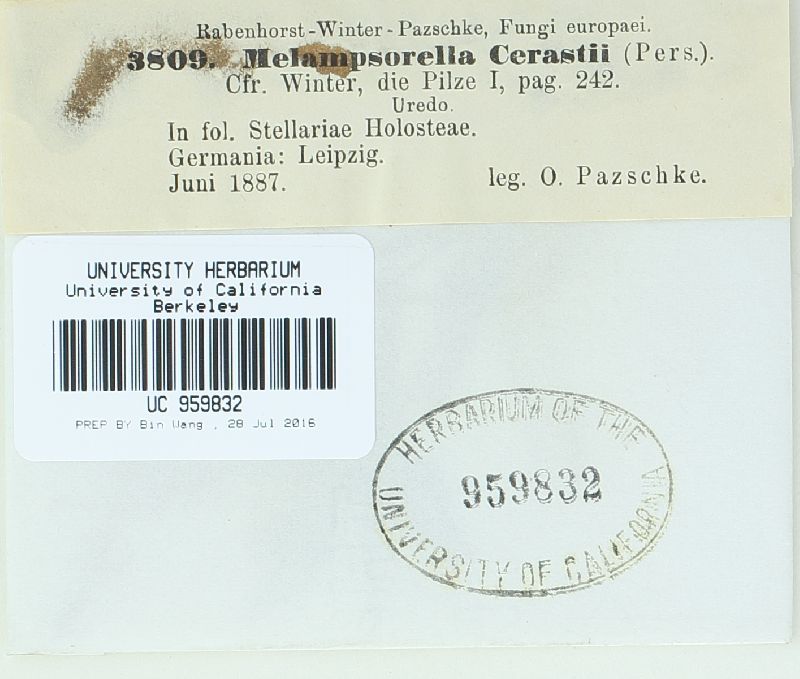 Rabenhorst-Winter-Pazschke, Fungi europaei.
3809. Melampsorella Cerastii (Pers.).
Cfr. Winter, die Pilze I, pag. 242.
Uredo.
In fol. Stellariae Holosteae.
Germania: Leipzig.
Juni 1887. leg. O. Pazschke.
UNIVERSITY HERBARIUM
University of California
Berkeley
UC 959832
PREP BY Bin Wang , 28 Jul 2016
HERBARIUM OF THE
959832
UNIVERSITY OF CALIFORNIA